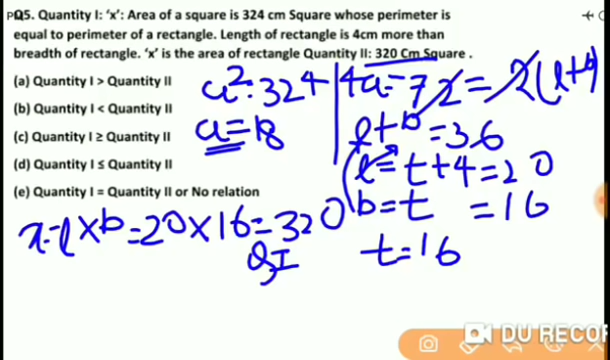 Q5. Quantity I: 'x': Area of a square is 324 cm Square whose perimeter is
equal to perimeter of a rectangle. Length of rectangle is 4cm more than
breadth of rectangle. 'x' is the area of rectangle Quantity II: 320 Cm Square .
(a) Quantity I > Quantity II
(b) Quantity I < Quantity II
(c) Quantity I ≥ Quantity II
(d) Quantity I ≤ Quantity II
(e) Quantity I = Quantity II or No relation
a²=324
a=18
4a=72=2(l+b)
l+b=36
l=t+4=20
b=t =16
t=16
x=l×b=20×16=320
QI
DU RECOR